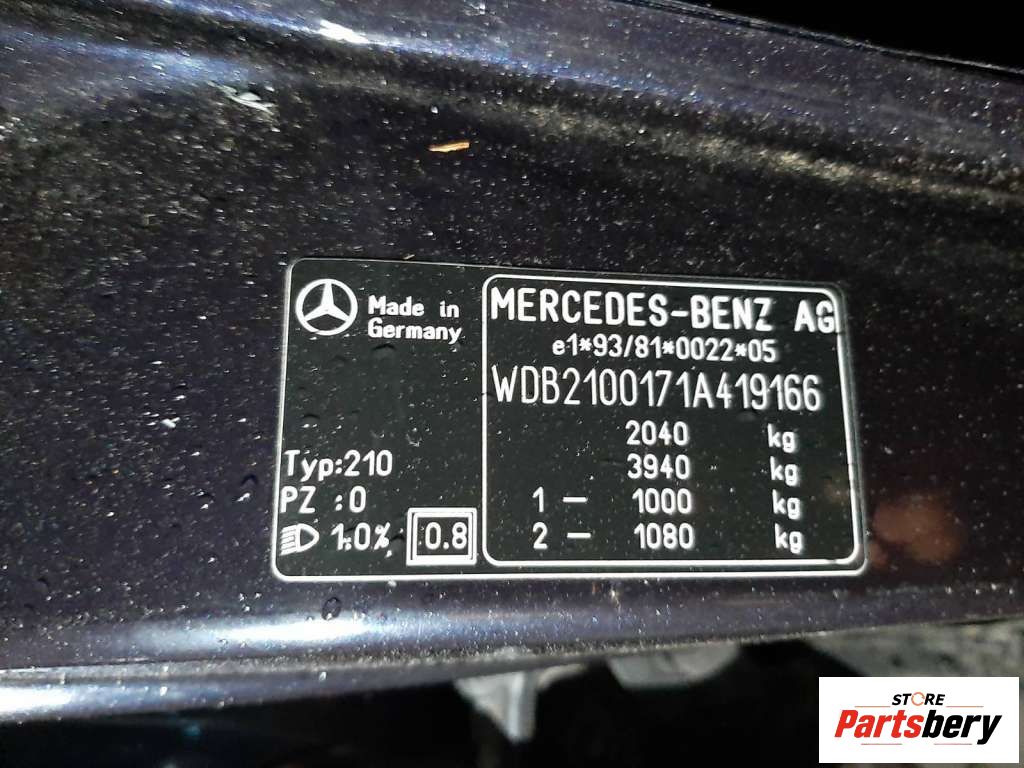 Made in
Germany
MERCEDES-BENZ AG
e1*93/81*0022*05
WDB2100171A419166
2040 kg
3940 kg
1 – 1000 kg
2 – 1080 kg
Typ:210
PZ :0
1.0% 0.8
STORE
Partsbery